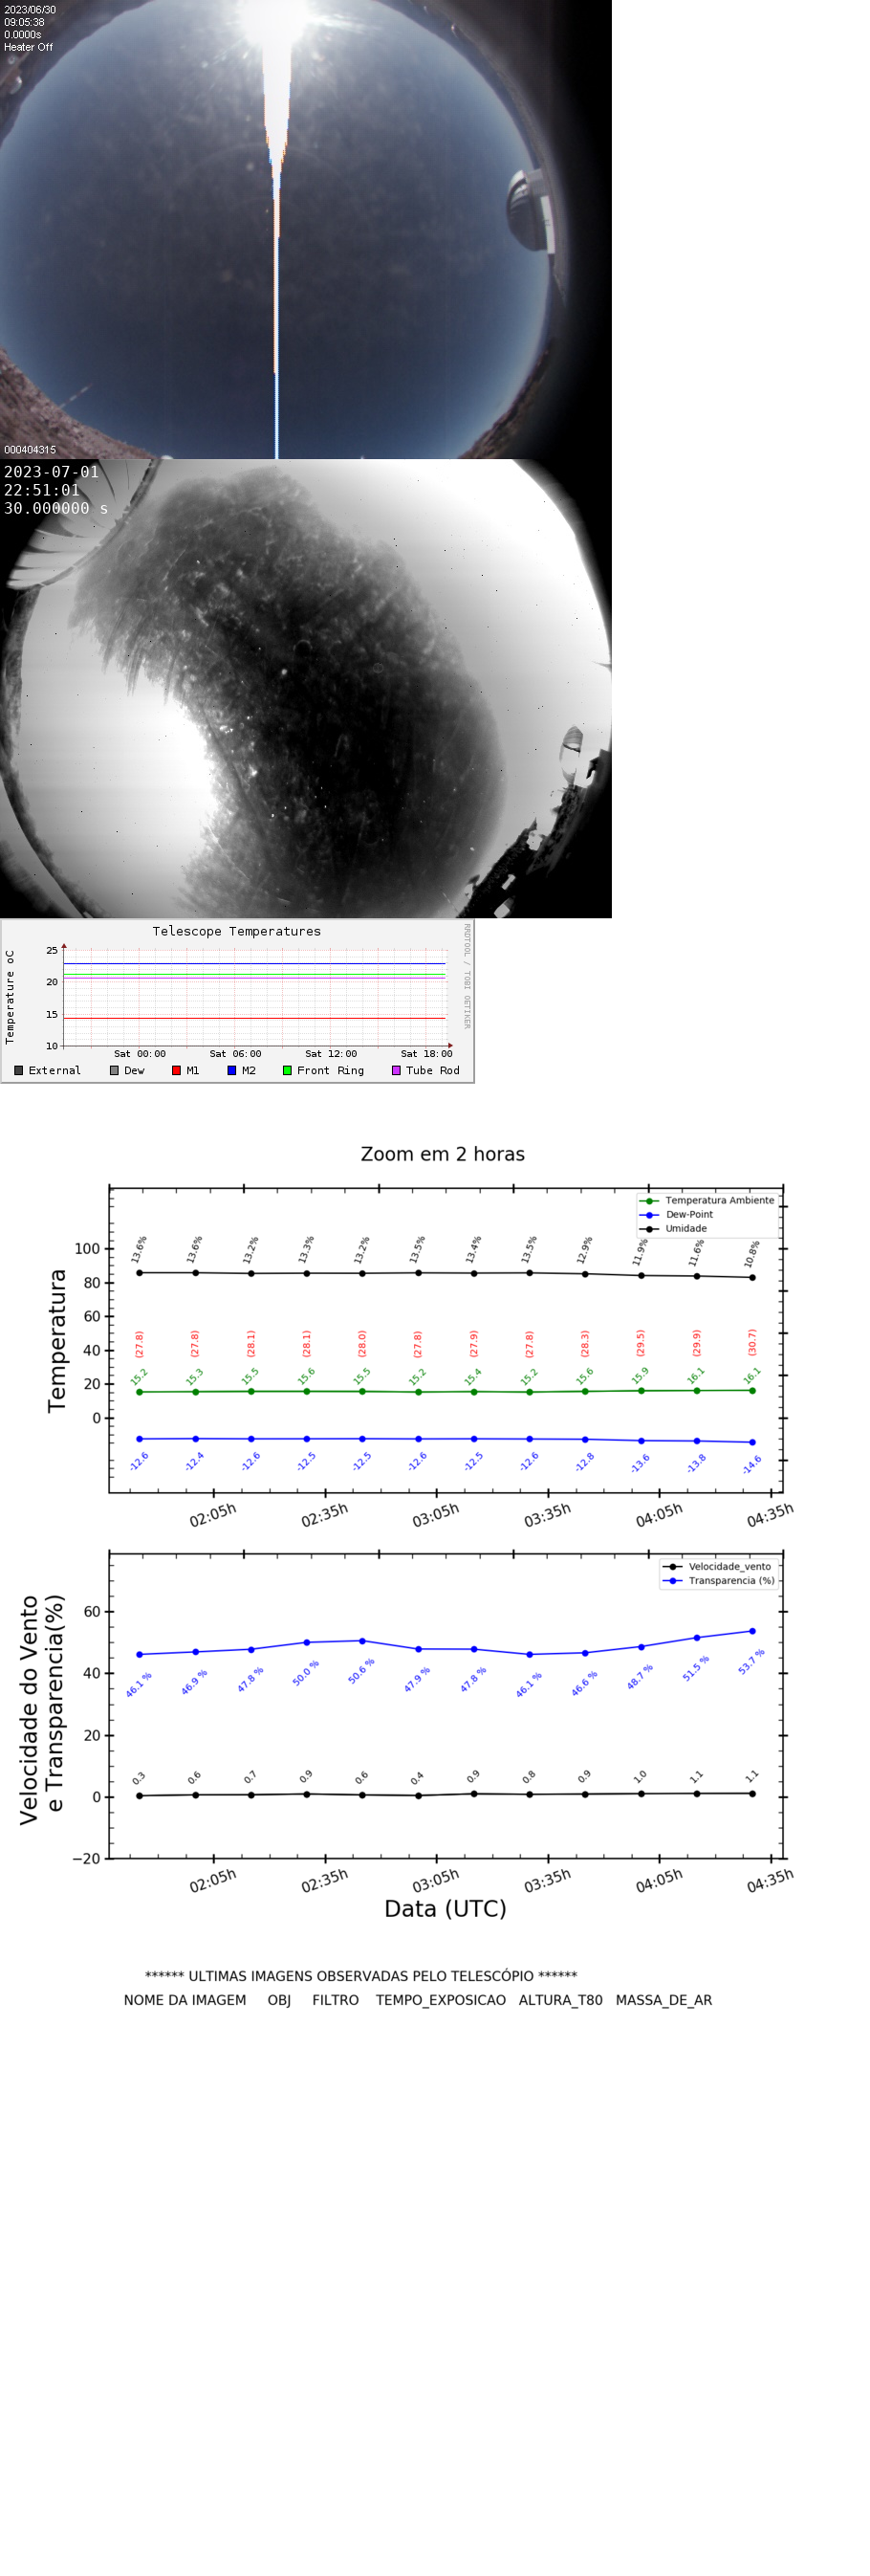 2023/06/30
09:05:38
0.0000s
Heater Off
000404315
2023-07-01
22:51:01
30.000000 s
Telescope Temperatures
RRDTOOL / TOBI OETIKER
Temperature oC
25
20
15
10
Sat 00:00 Sat 06:00 Sat 12:00 Sat 18:00
External Dew M1 M2 Front Ring Tube Rod
Zoom em 2 horas
Temperatura Ambiente
Dew-Point
Umidade
13.6% 13.6% 13.2% 13.3% 13.2% 13.5% 13.4% 13.5% 12.9% 11.9% 11.6% 10.8%
Temperatura
100
80
60
40
20
0
(27.8) (27.8) (28.1) (28.1) (28.0) (27.8) (27.9) (27.8) (28.3) (29.5) (29.9) (30.7)
15.2 15.3 15.5 15.6 15.5 15.2 15.4 15.2 15.6 15.9 16.1 16.1
-12.6 -12.4 -12.6 -12.5 -12.5 -12.6 -12.5 -12.6 -12.8 -13.6 -13.8 -14.6
02:05h 02:35h 03:05h 03:35h 04:05h 04:35h
Velocidade_vento
Transparencia (%)
Velocidade do Vento
e Transparencia(%)
60
40
20
0
−20
46.1 % 46.9 % 47.8 % 50.0 % 50.6 % 47.9 % 47.8 % 46.1 % 46.6 % 48.7 % 51.5 % 53.7 %
0.3 0.6 0.7 0.9 0.6 0.4 0.9 0.8 0.9 1.0 1.1 1.1
02:05h 02:35h 03:05h 03:35h 04:05h 04:35h
Data (UTC)
****** ULTIMAS IMAGENS OBSERVADAS PELO TELESCÓPIO ******
NOME DA IMAGEM OBJ FILTRO TEMPO_EXPOSICAO ALTURA_T80 MASSA_DE_AR